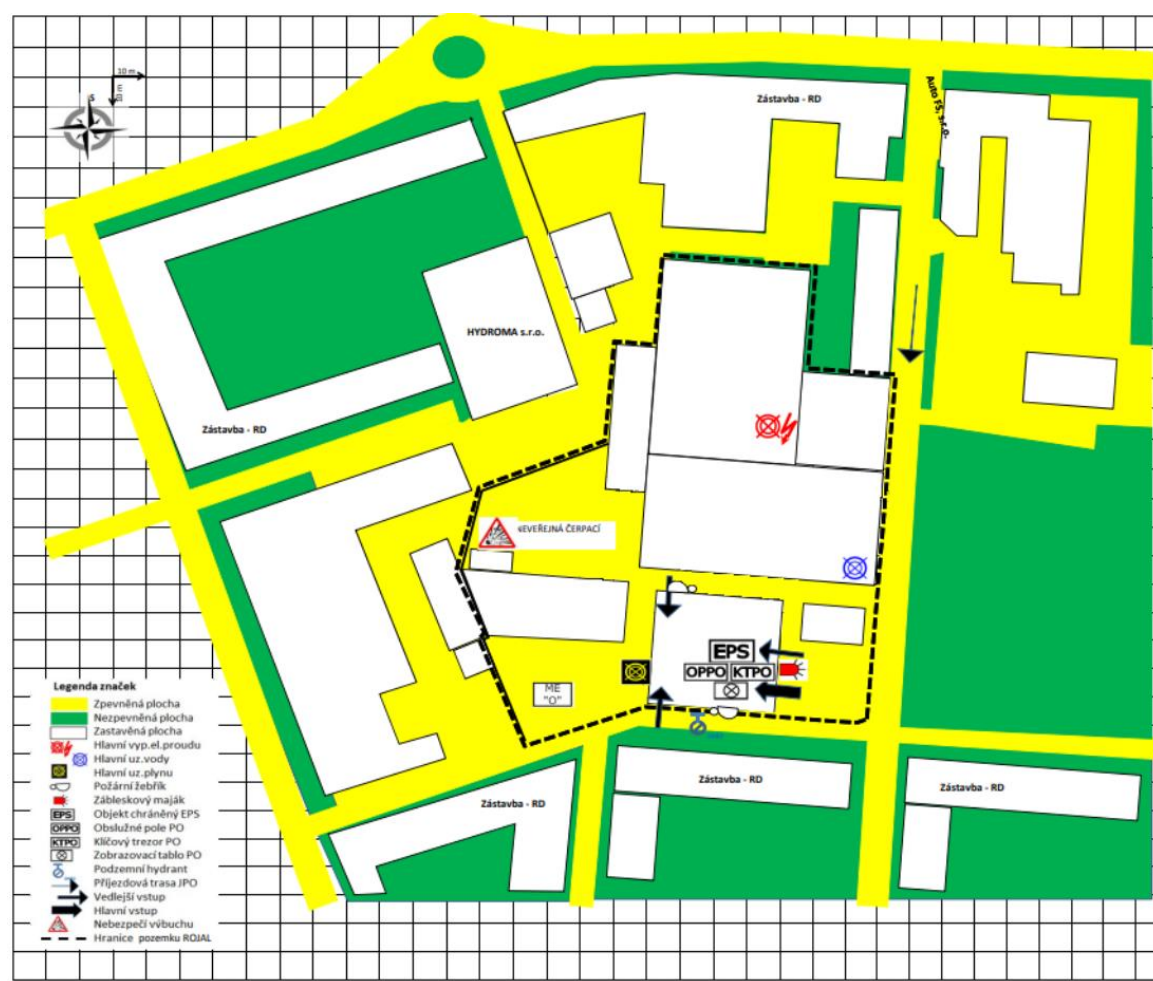 10 m
10 m
S
Zástavba - RD
Auto FS, s.r.o.
HYDROMA s.r.o.
Zástavba - RD
NEVEŘEJNÁ ČERPACÍ
EPS
OPPO KTPO
ME
"O"
Zástavba - RD
Zástavba - RD
Zástavba - RD
Legenda značek
Zpevněná plocha
Nezpevněná plocha
Zastavěná plocha
Hlavní vyp.el.proudu
Hlavní uz.vody
Hlavní uz.plynu
Požární žebřík
Zábleskový maják
EPS Objekt chráněný EPS
OPPO Obslužné pole PO
KTPO Klíčový trezor PO
Zobrazovací tablo PO
Podzemní hydrant
Příjezdová trasa JPO
Vedlejší vstup
Hlavní vstup
Nebezpečí výbuchu
Hranice pozemku ROJAL